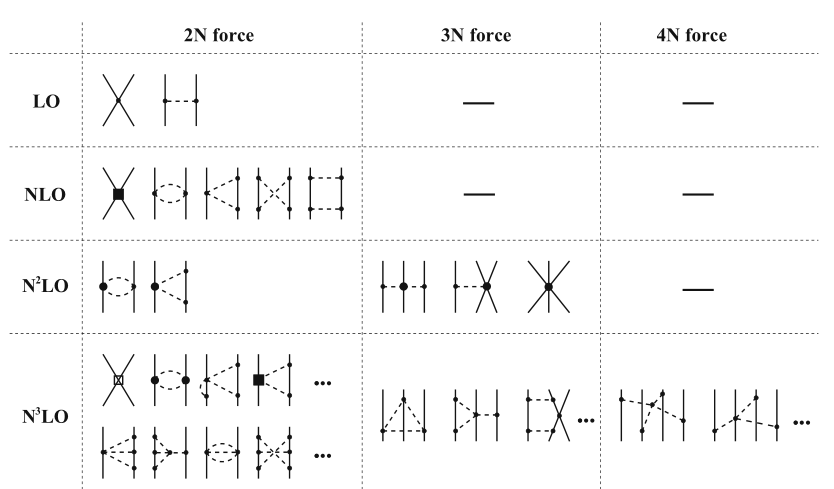 2N force 3N force 4N force
LO — —
NLO — —
N²LO —
N³LO ... ... ...
...